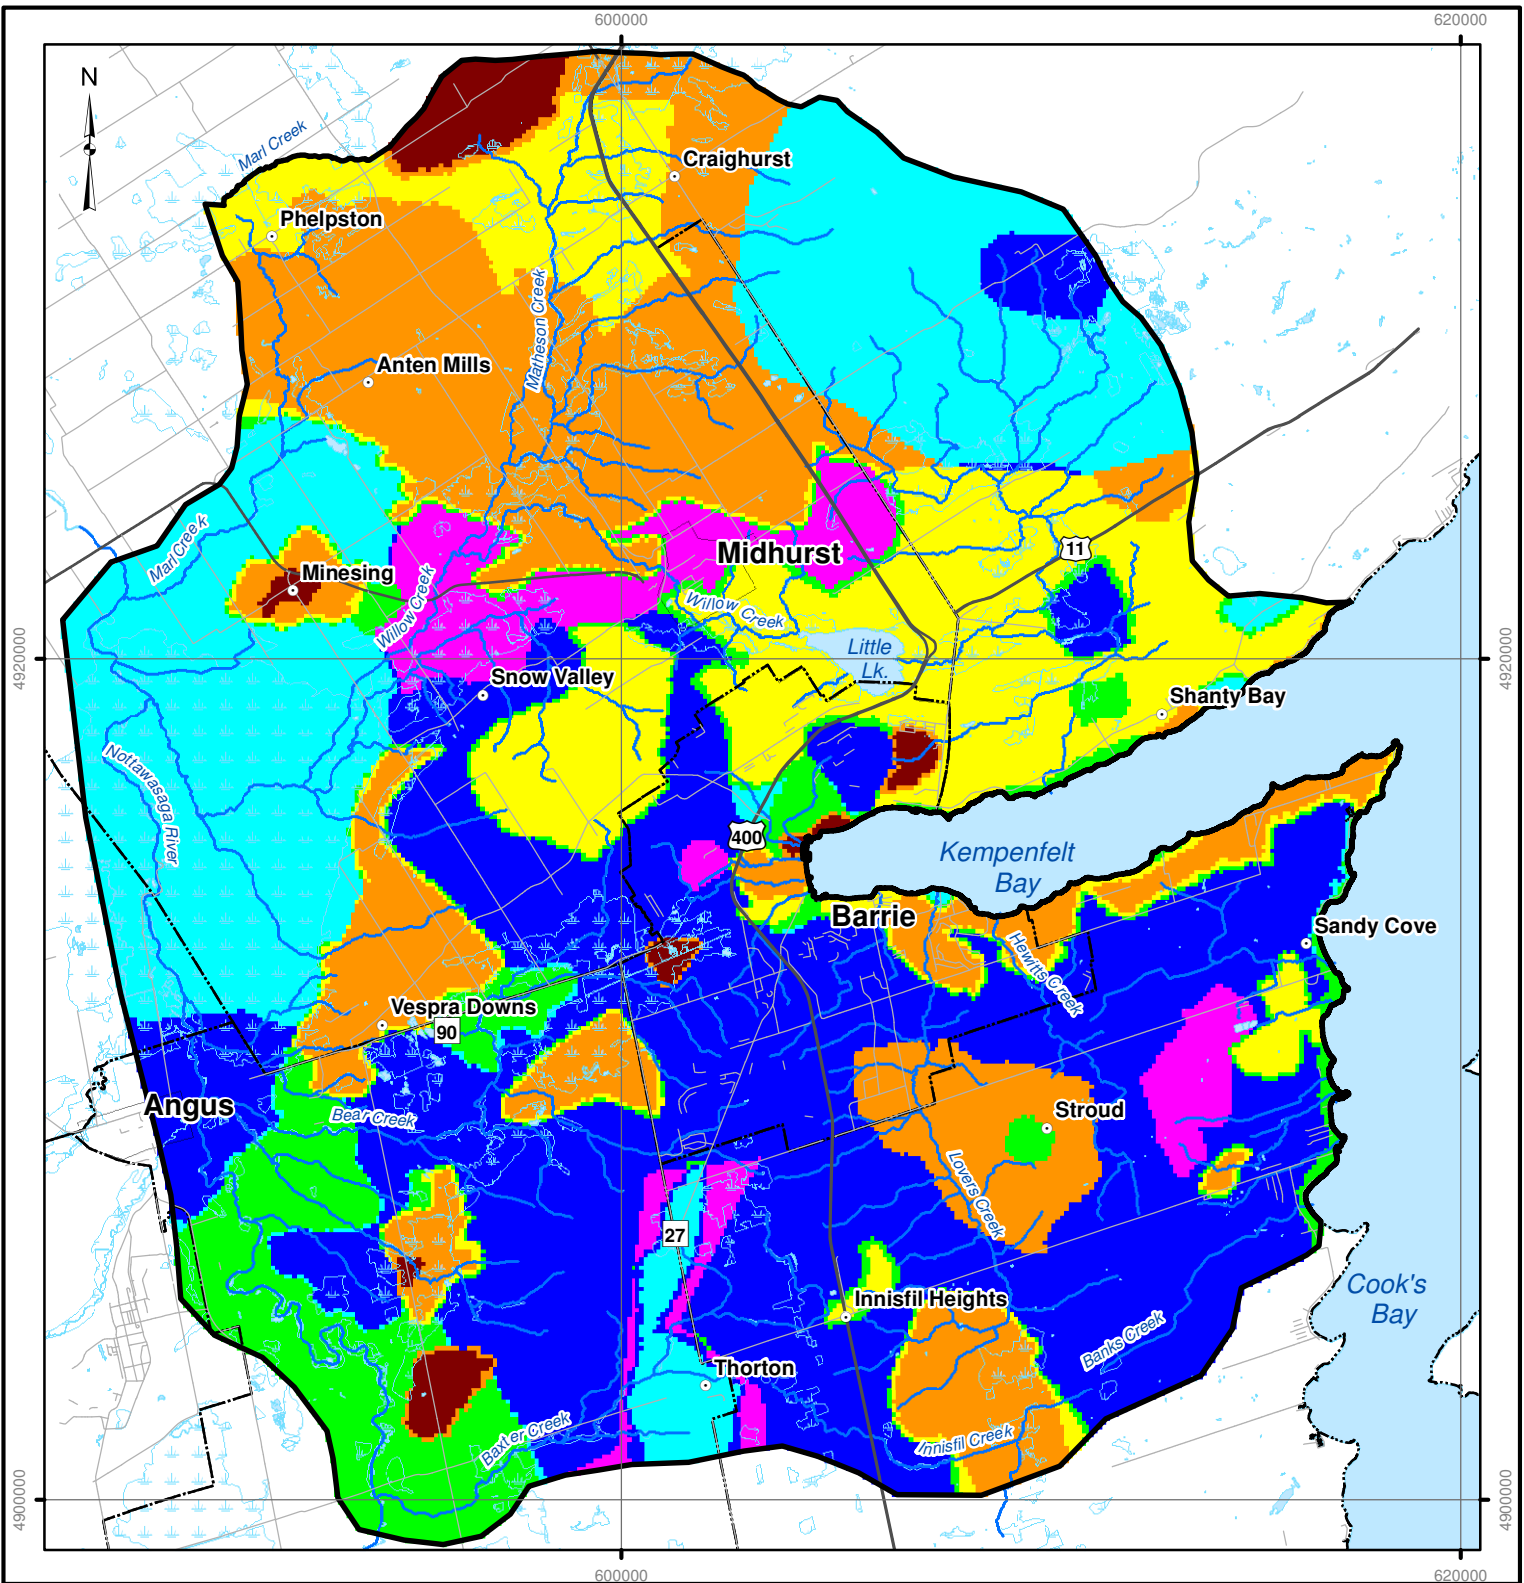 600000
620000
N
Marl Creek
Craighurst
Phelpston
Matheson Creek
Anten Mills
Marl Creek
Midhurst
11
Minesing
Willow Creek
Willow Creek
Little
Lk.
4920000
4920000
Snow Valley
Shanty Bay
Nottawasaga River
400
Kempenfelt
Bay
Barrie
Sandy Cove
Hewitts Creek
Vespra Downs
90
Angus
Bear Creek
Stroud
Lovers Creek
27
Innisfil Heights
Cook's
Bay
Banks Creek
Thorton
Baxter Creek
Innisfil Creek
4900000
4900000
600000
620000